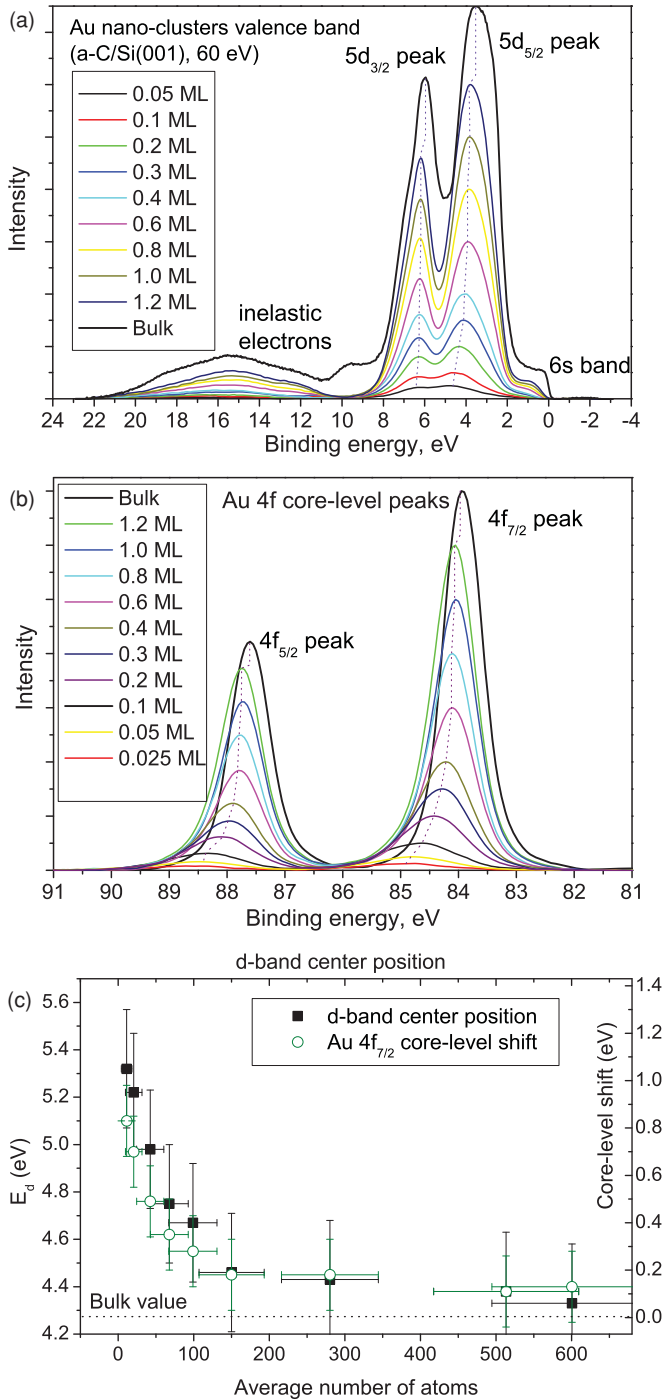 (a)
Au nano-clusters valence band
(a-C/Si(001), 60 eV)
5d3/2 peak
5d5/2 peak
0.05 ML
0.1 ML
0.2 ML
0.3 ML
0.4 ML
0.6 ML
0.8 ML
1.0 ML
1.2 ML
Bulk
inelastic
electrons
6s band
Intensity
24 22 20 18 16 14 12 10 8 6 4 2 0 -2 -4
Binding energy, eV
(b)
Bulk
1.2 ML
1.0 ML
0.8 ML
0.6 ML
0.4 ML
0.3 ML
0.2 ML
0.1 ML
0.05 ML
0.025 ML
Au 4f core-level peaks
4f7/2 peak
4f5/2 peak
Intensity
91 90 89 88 87 86 85 84 83 82 81
Binding energy, eV
d-band center position
(c)
d-band center position
Au 4f7/2 core-level shift
5.6
5.4
5.2
5.0
4.8
4.6
4.4
4.2
Ed (eV)
1.4
1.2
1.0
0.8
0.6
0.4
0.2
0.0
Core-level shift (eV)
Bulk value
0 100 200 300 400 500 600
Average number of atoms